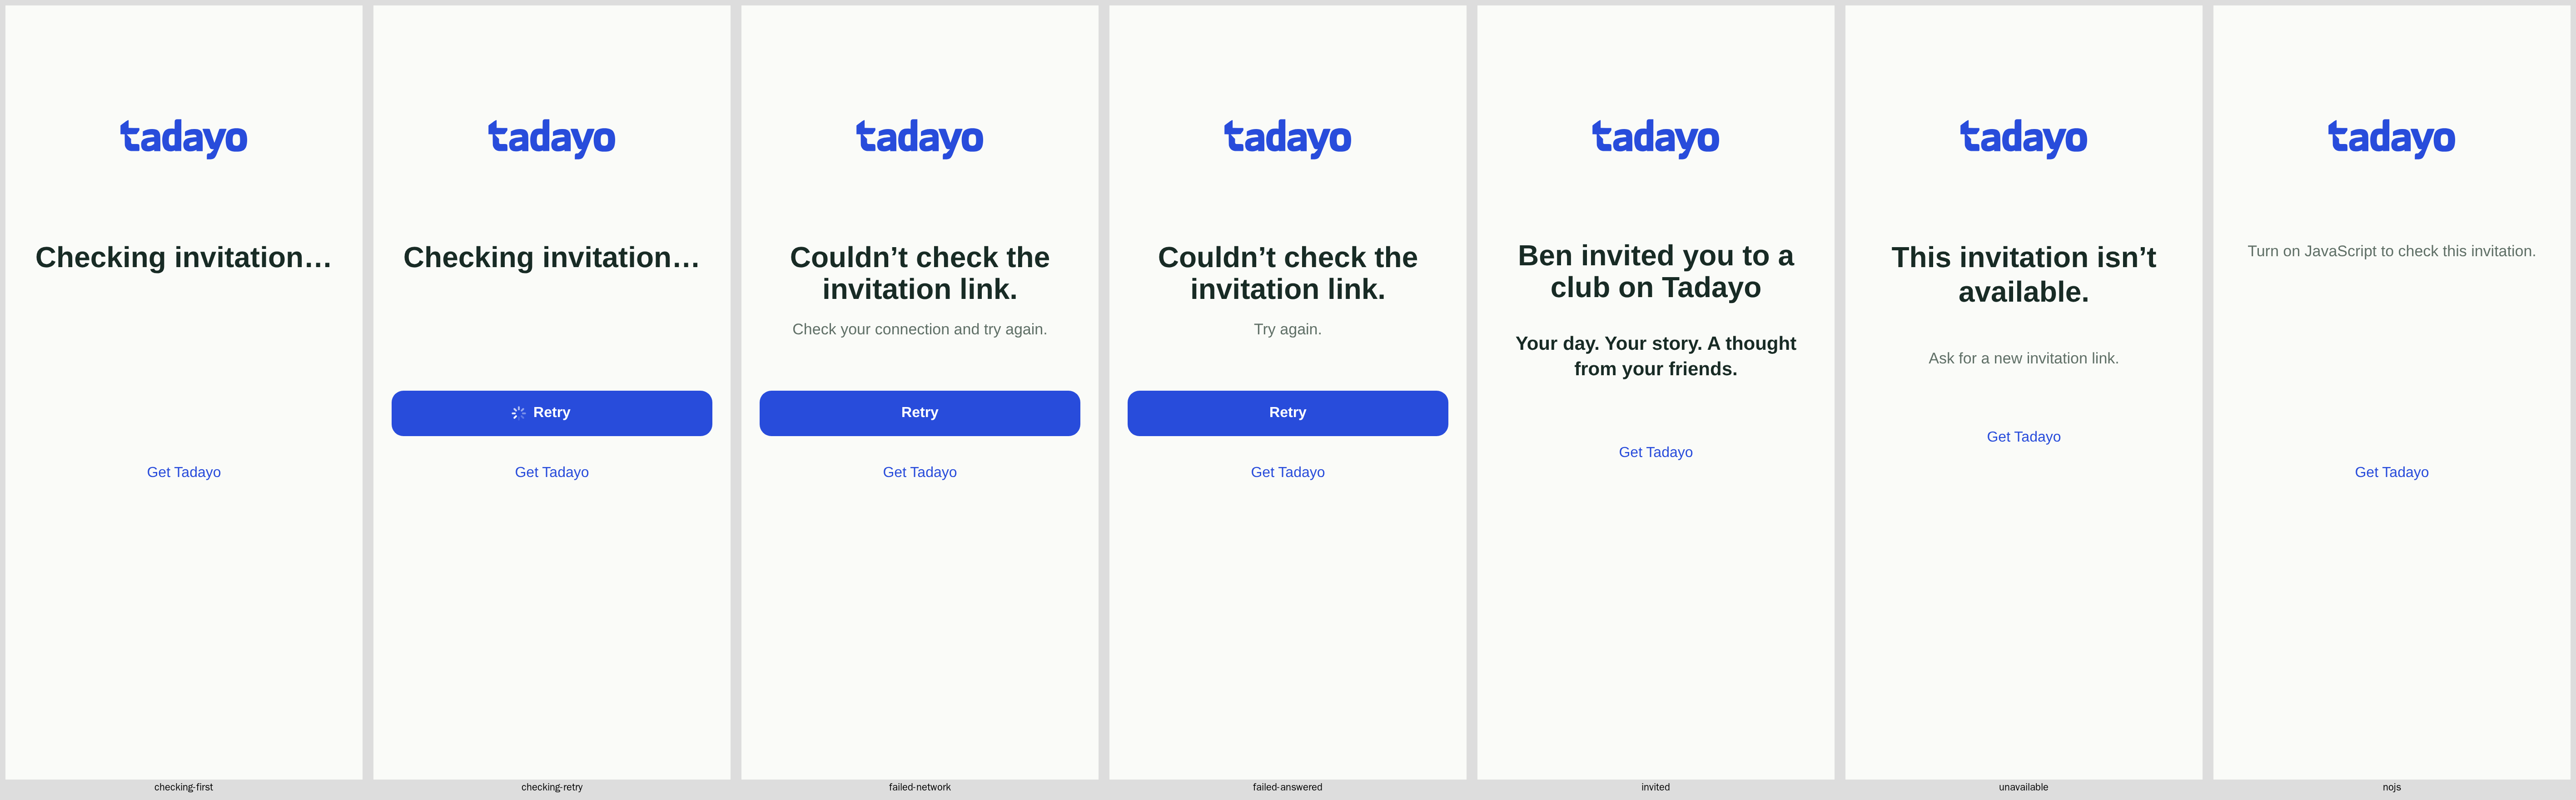 tadayo
Checking invitation…
Get Tadayo
checking-first
tadayo
Checking invitation…
Retry
Get Tadayo
checking-retry
tadayo
Couldn’t check the
invitation link.
Check your connection and try again.
Retry
Get Tadayo
failed-network
tadayo
Couldn’t check the
invitation link.
Try again.
Retry
Get Tadayo
failed-answered
tadayo
Ben invited you to a
club on Tadayo
Your day. Your story. A thought
from your friends.
Get Tadayo
invited
tadayo
This invitation isn’t
available.
Ask for a new invitation link.
Get Tadayo
unavailable
tadayo
Turn on JavaScript to check this invitation.
Get Tadayo
nojs